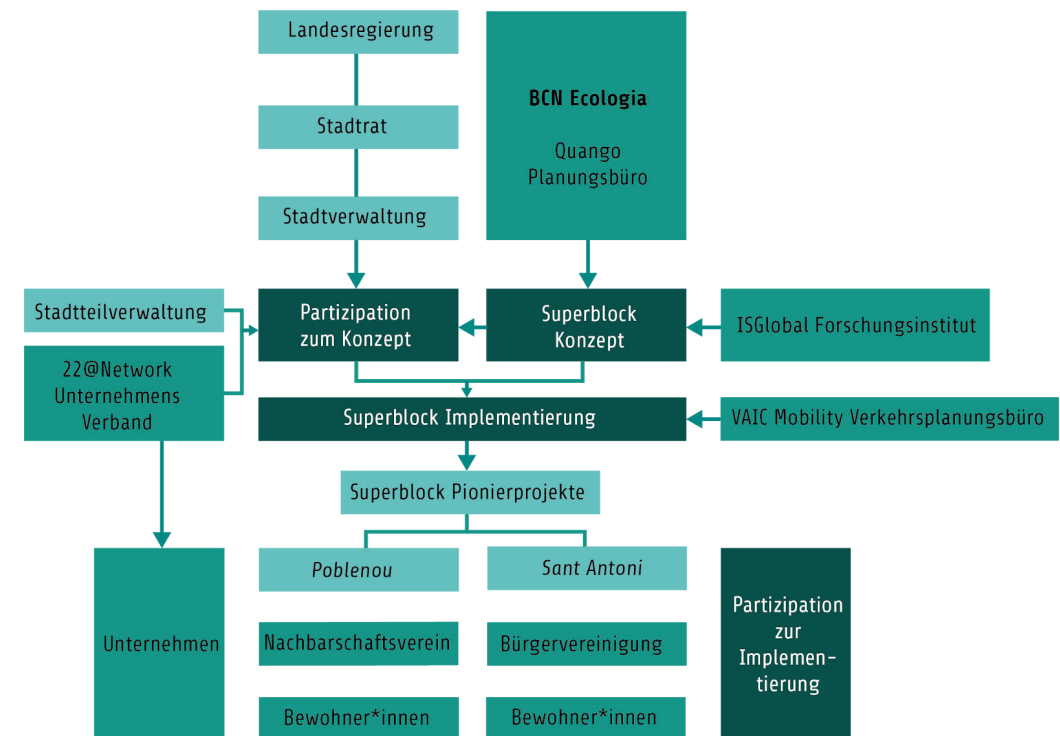 Landesregierung
BCN Ecologia
Quango
Planungsbüro
Stadtrat
Stadtverwaltung
Stadtteilverwaltung
22@Network
Unternehmens
Verband
Partizipation
zum Konzept
Superblock
Konzept
ISGlobal Forschungsinstitut
Superblock Implementierung
VAIC Mobility Verkehrsplanungsbüro
Superblock Pionierprojekte
Unternehmen
Poblenou
Nachbarschaftsverein
Bewohner*innen
Sant Antoni
Bürgervereinigung
Bewohner*innen
Partizipation
zur
Implemen-
tierung